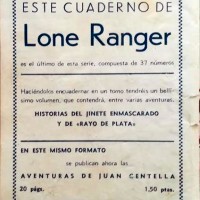 ESTE CUADERNO DE
Lone Ranger
es el último de esta serie, compuesta de 37 números
Haciéndolos encuadernar en un tomo tendréis un bellí-
simo volumen, que contendrá, entre varias aventuras,
HISTORIAS DEL JINETE ENMASCARADO
Y DE «RAYO DE PLATA»
EN ESTE MISMO FORMATO
se publican ahora las
AVENTURAS DE JUAN CENTELLA
20 págs. 1,50 ptas.